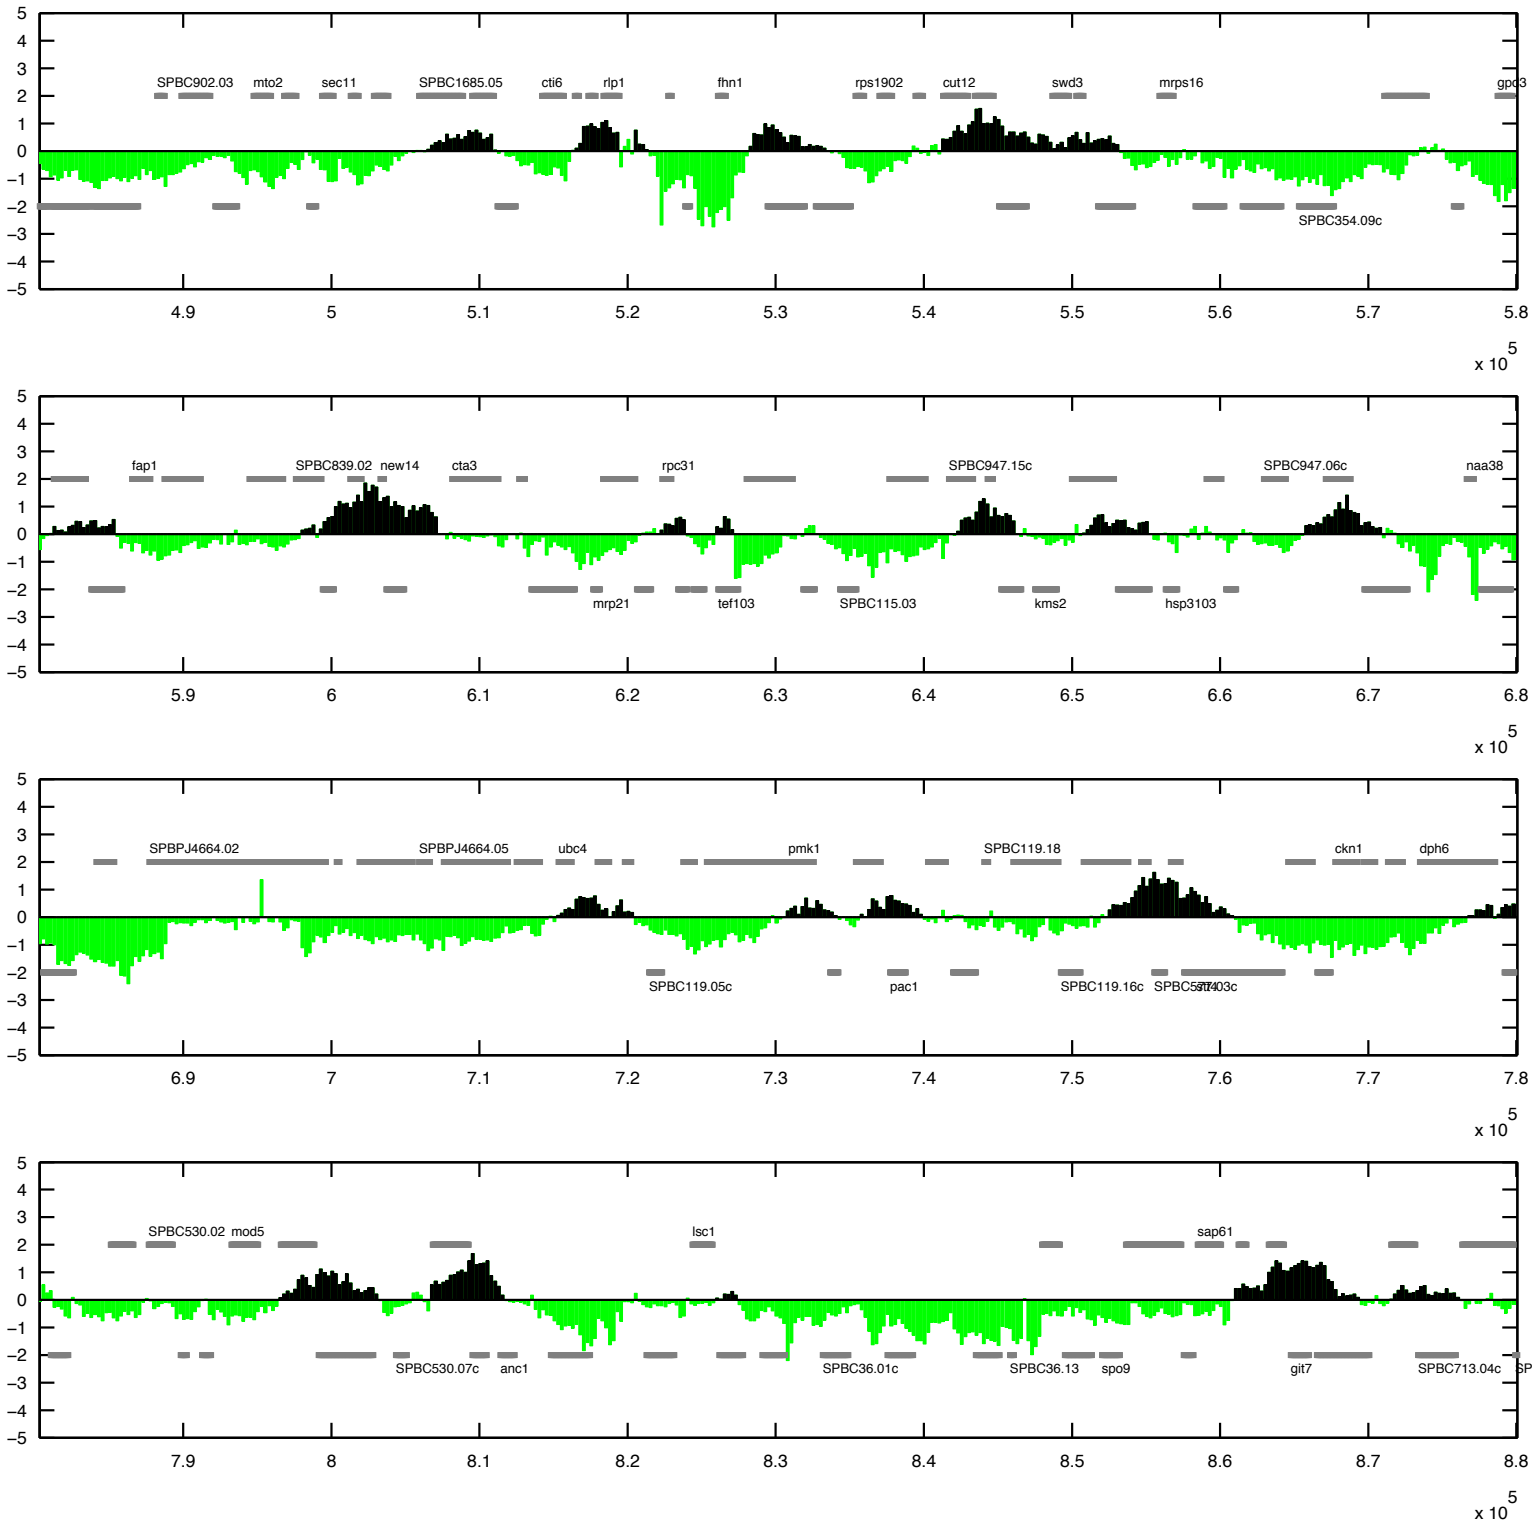 5
4
3
2
1
0
−1
−2
−3
−4
−5
SPBC902.03 mto2 sec11 SPBC1685.05 cti6 rlp1 fhn1 rps1902 cut12 swd3 mrps16 gpd3
SPBC354.09c
4.9 5 5.1 5.2 5.3 5.4 5.5 5.6 5.7 5.8
x 10^5
5
4
3
2
1
0
−1
−2
−3
−4
−5
fap1 SPBC839.02 new14 cta3 rpc31 SPBC947.15c SPBC947.06c naa38
mrp21 tef103 SPBC115.03 kms2 hsp3103
5.9 6 6.1 6.2 6.3 6.4 6.5 6.6 6.7 6.8
x 10^5
5
4
3
2
1
0
−1
−2
−3
−4
−5
SPBPJ4664.02 SPBPJ4664.05 ubc4 pmk1 SPBC119.18 ckn1 dph6
SPBC119.05c pac1 SPBC119.16c
6.9 7 7.1 7.2 7.3 7.4 7.5 7.6 7.7 7.8
x 10^5
5
4
3
2
1
0
−1
−2
−3
−4
−5
SPBC530.02 mod5 lsc1 sap61
SPBC530.07c anc1 SPBC36.01c SPBC36.13 spo9 git7 SPBC713.04c SP
7.9 8 8.1 8.2 8.3 8.4 8.5 8.6 8.7 8.8
x 10^5